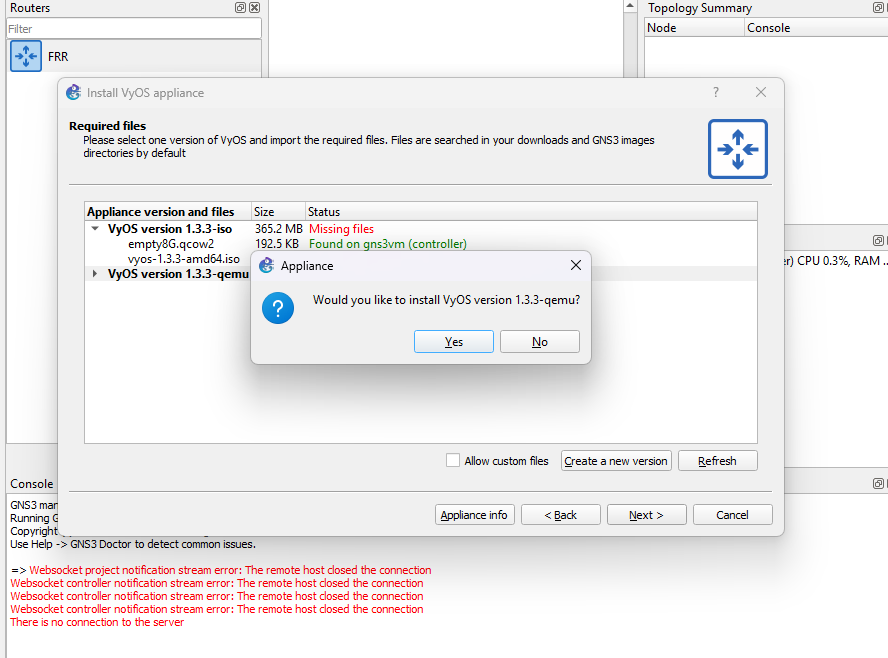 Routers
Filter
FRR
Topology Summary
Node Console
Install VyOS appliance
Required files
Please select one version of VyOS and import the required files. Files are searched in your downloads and GNS3 images
directories by default
Appliance version and files Size Status
VyOS version 1.3.3-iso 365.2 MB Missing files
empty8G.qcow2 192.5 KB Found on gns3vm (controller)
vyos-1.3.3-amd64.iso
VyOS version 1.3.3-qemu
Appliance
Would you like to install VyOS version 1.3.3-qemu?
Yes No
CPU 0.3%, RAM ..
Allow custom files Create a new version Refresh
Appliance info < Back Next > Cancel
Console
GNS3
Running
Copyright
Use Help -> GNS3 Doctor to detect common issues.
=> Websocket project notification stream error: The remote host closed the connection
Websocket controller notification stream error: The remote host closed the connection
Websocket controller notification stream error: The remote host closed the connection
Websocket controller notification stream error: The remote host closed the connection
There is no connection to the server